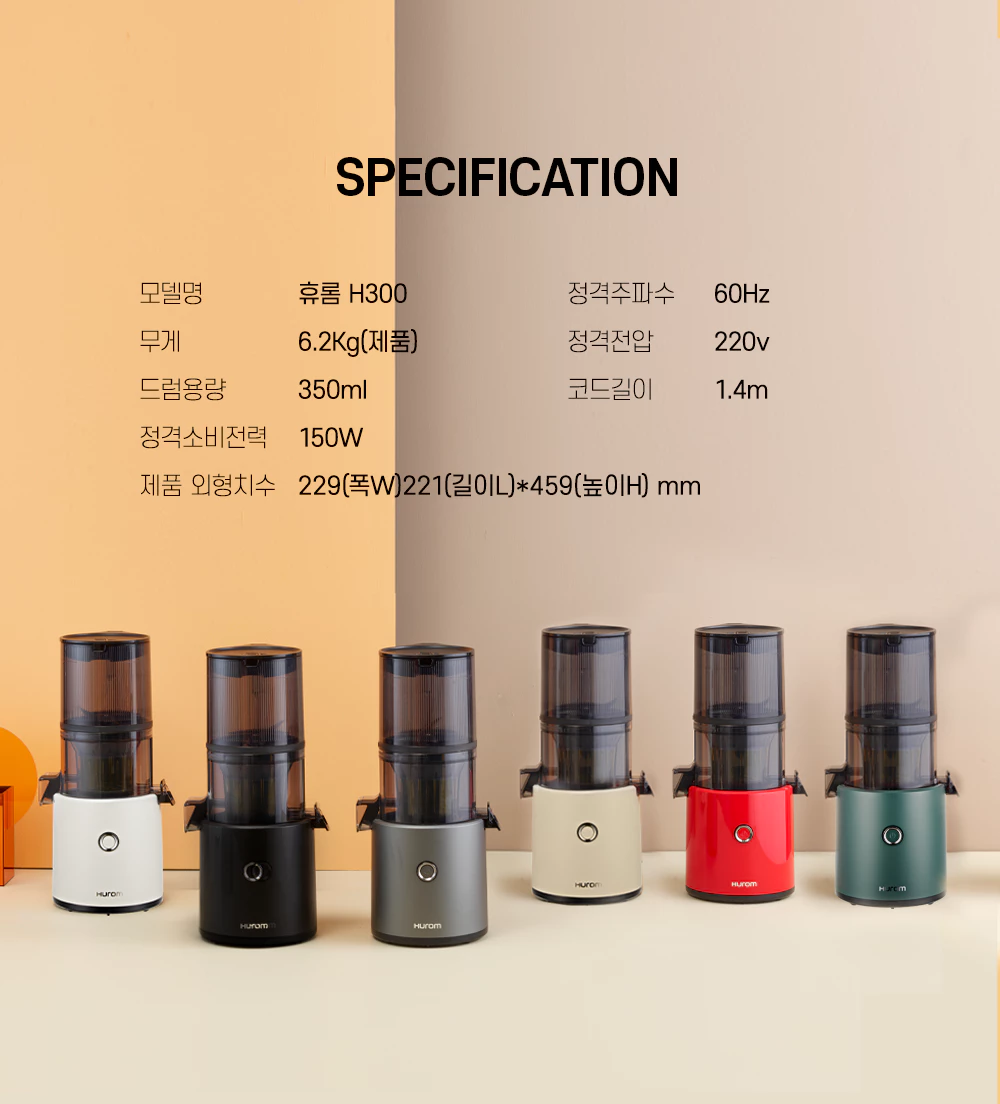 SPECIFICATION
모델명 휴롬 H300 정격주파수 60Hz
무게 6.2Kg(제품) 정격전압 220v
드럼용량 350ml 코드길이 1.4m
정격소비전력 150W
제품 외형치수 229(폭W)221(길이L)*459(높이H) mm
Hurom
Hurom
Hurom
Hurom
Hurom
Hurom